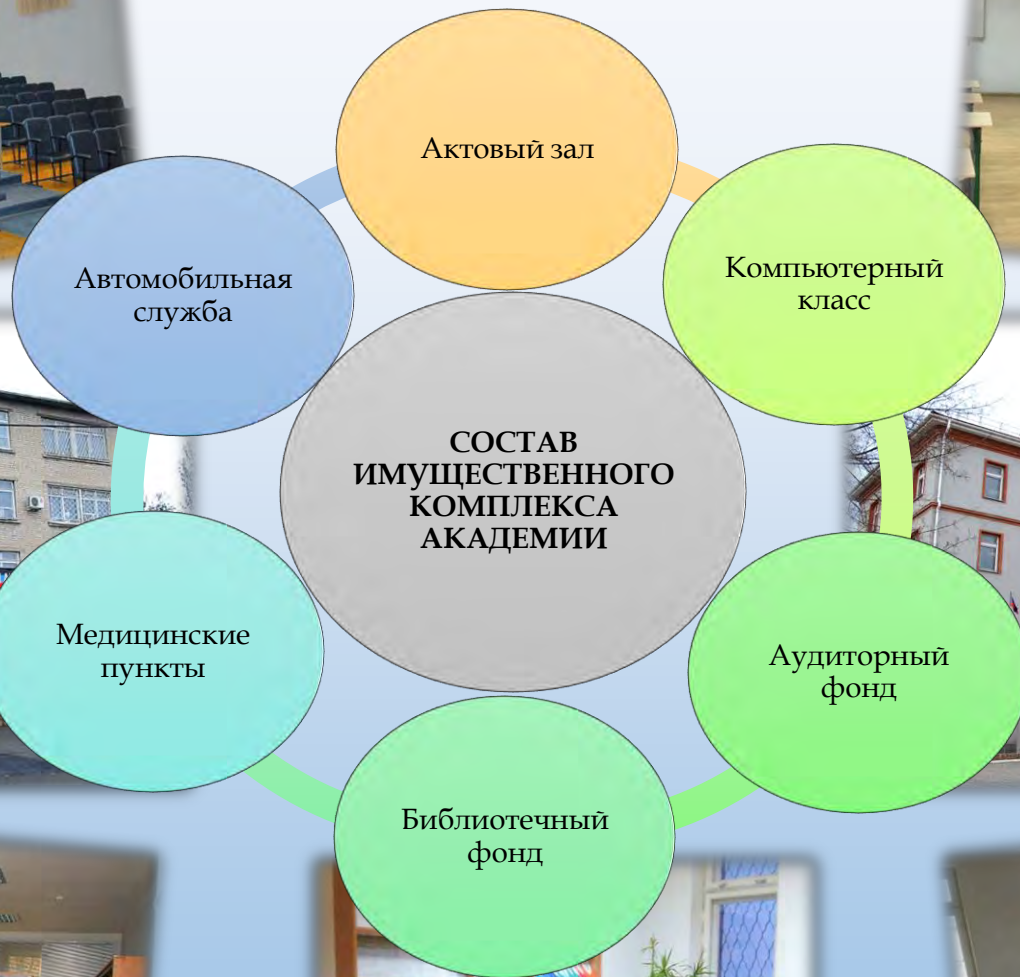 Актовый зал
Компьютерный
класс
Автомобильная
служба
СОСТАВ
ИМУЩЕСТВЕННОГО
КОМПЛЕКСА
АКАДЕМИИ
Медицинские
пункты
Аудиторный
фонд
Библиотечный
фонд